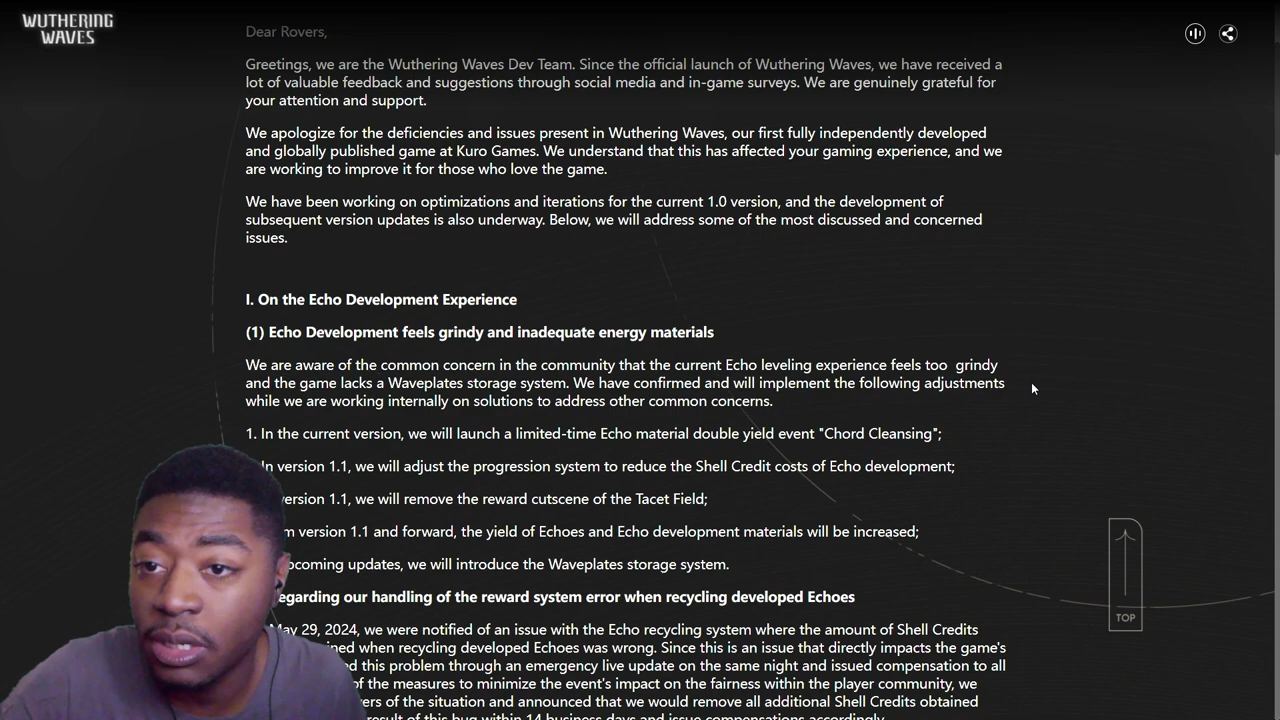 WUTHERING
WAVES
Dear Rovers,
Greetings, we are the Wuthering Waves Dev Team. Since the official launch of Wuthering Waves, we have received a
lot of valuable feedback and suggestions through social media and in-game surveys. We are genuinely grateful for
your attention and support.
We apologize for the deficiencies and issues present in Wuthering Waves, our first fully independently developed
and globally published game at Kuro Games. We understand that this has affected your gaming experience, and we
are working to improve it for those who love the game.
We have been working on optimizations and iterations for the current 1.0 version, and the development of
subsequent version updates is also underway. Below, we will address some of the most discussed and concerned
issues.
I. On the Echo Development Experience
(1) Echo Development feels grindy and inadequate energy materials
We are aware of the common concern in the community that the current Echo leveling experience feels too grindy
and the game lacks a Waveplates storage system. We have confirmed and will implement the following adjustments
while we are working internally on solutions to address other common concerns.
1. In the current version, we will launch a limited-time Echo material double yield event "Chord Cleansing";
In version 1.1, we will adjust the progression system to reduce the Shell Credit costs of Echo development;
version 1.1, we will remove the reward cutscene of the Tacet Field;
version 1.1 and forward, the yield of Echoes and Echo development materials will be increased;
updates, we will introduce the Waveplates storage system.
our handling of the reward system error when recycling developed Echoes
May 29, 2024, we were notified of an issue with the Echo recycling system where the amount of Shell Credits
when recycling developed Echoes was wrong. Since this is an issue that directly impacts the game's
this problem through an emergency live update on the same night and issued compensation to all
of the measures to minimize the event's impact on the fairness within the player community, we
of the situation and announced that we would remove all additional Shell Credits obtained
result of this bug within 14 business days and issue compensations accordingly.
TOP